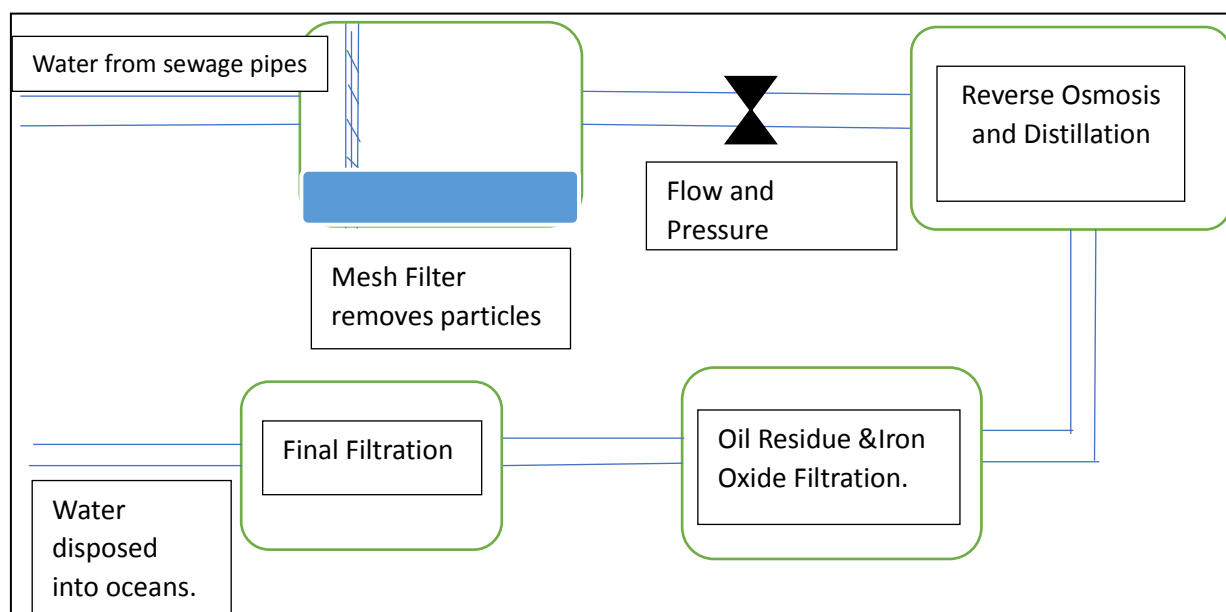 Water from sewage pipes
Mesh Filter
removes particles
Flow and
Pressure
Reverse Osmosis
and Distillation
Oil Residue &Iron
Oxide Filtration.
Final Filtration
Water
disposed
into oceans.